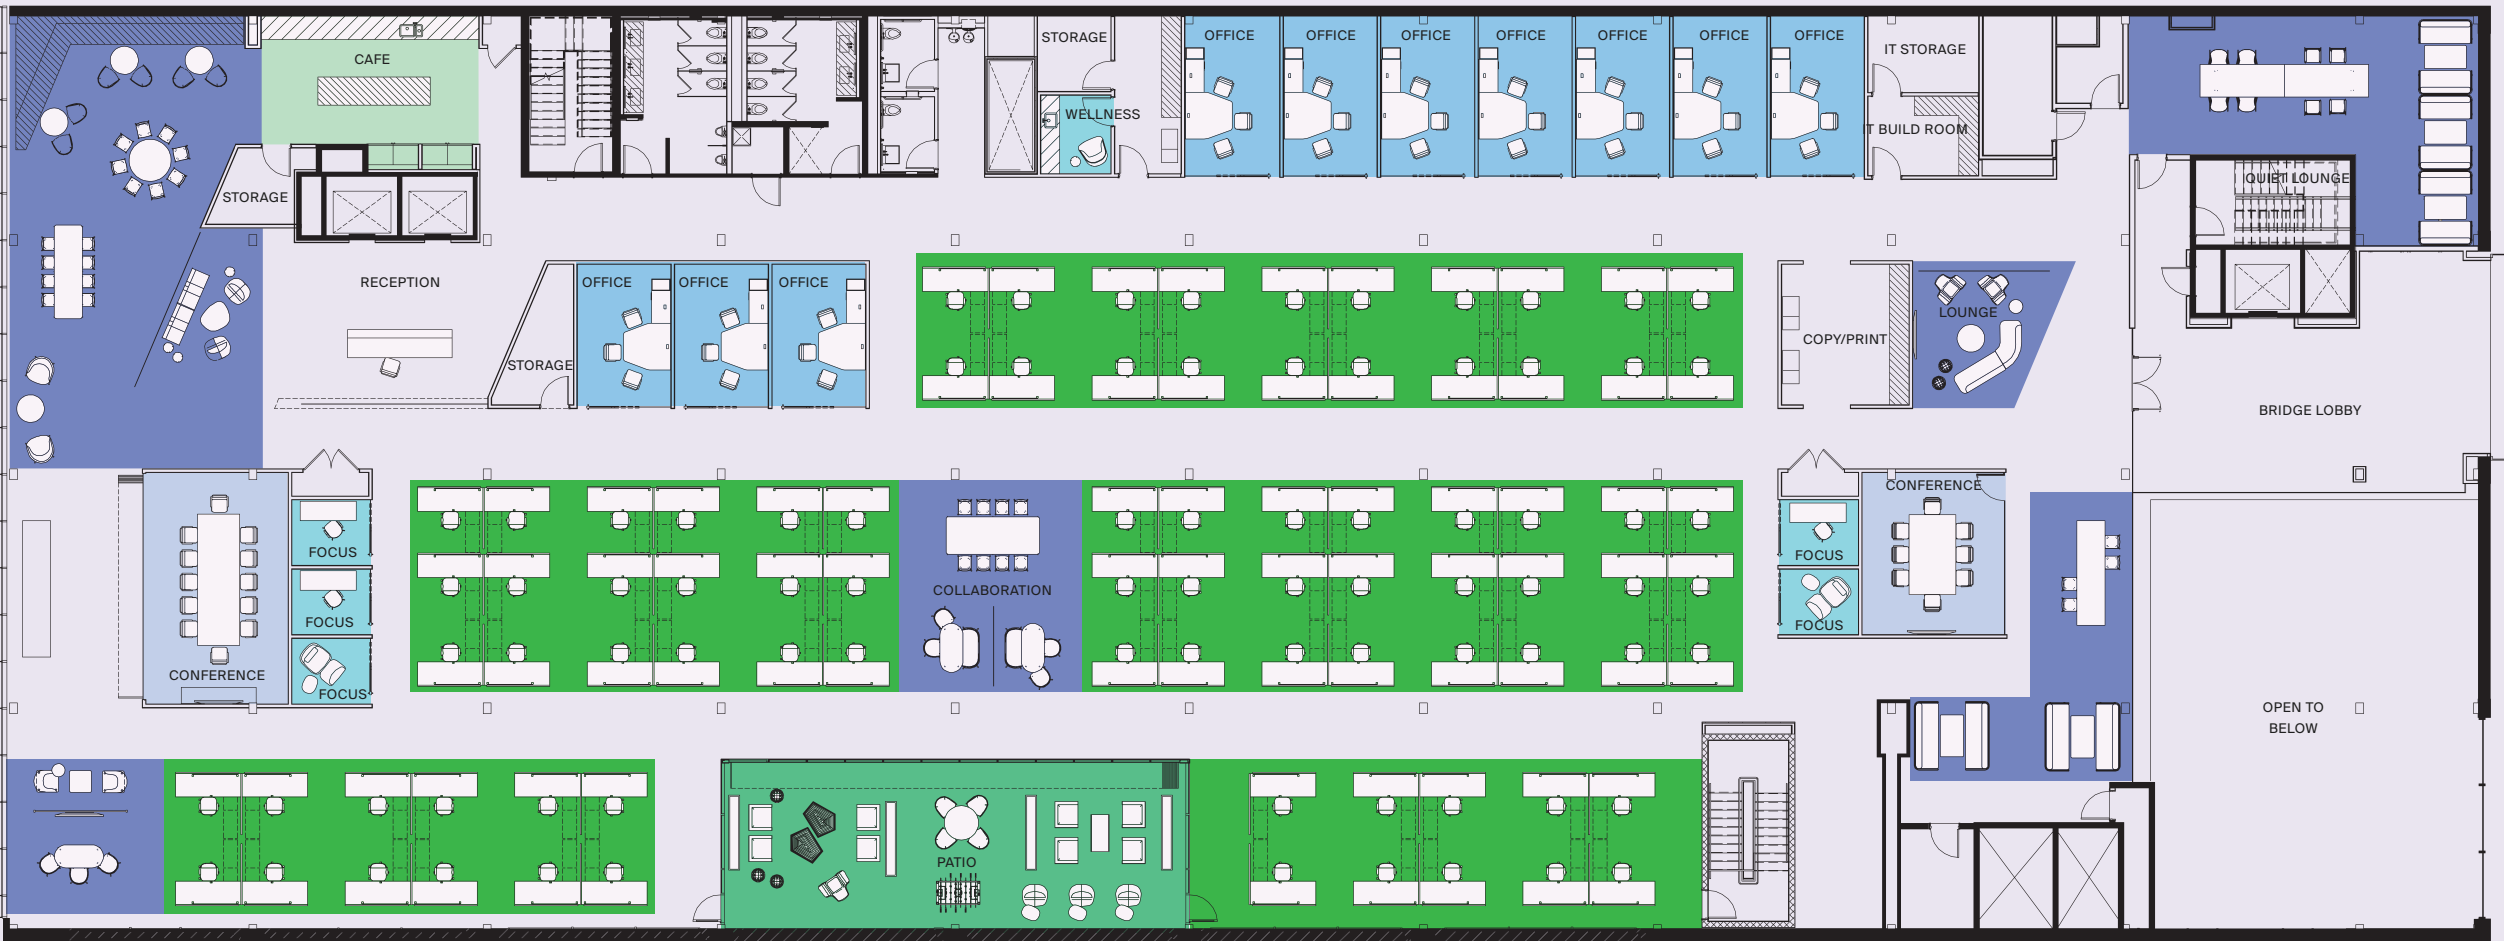 CAFE
STORAGE
WELLNESS
OFFICE
OFFICE
OFFICE
OFFICE
OFFICE
OFFICE
OFFICE
IT STORAGE
IT BUILD ROOM
QUIET LOUNGE
STORAGE
RECEPTION
STORAGE
OFFICE
OFFICE
OFFICE
COPY/PRINT
LOUNGE
BRIDGE LOBBY
CONFERENCE
FOCUS
FOCUS
FOCUS
COLLABORATION
FOCUS
FOCUS
CONFERENCE
OPEN TO
BELOW
PATIO